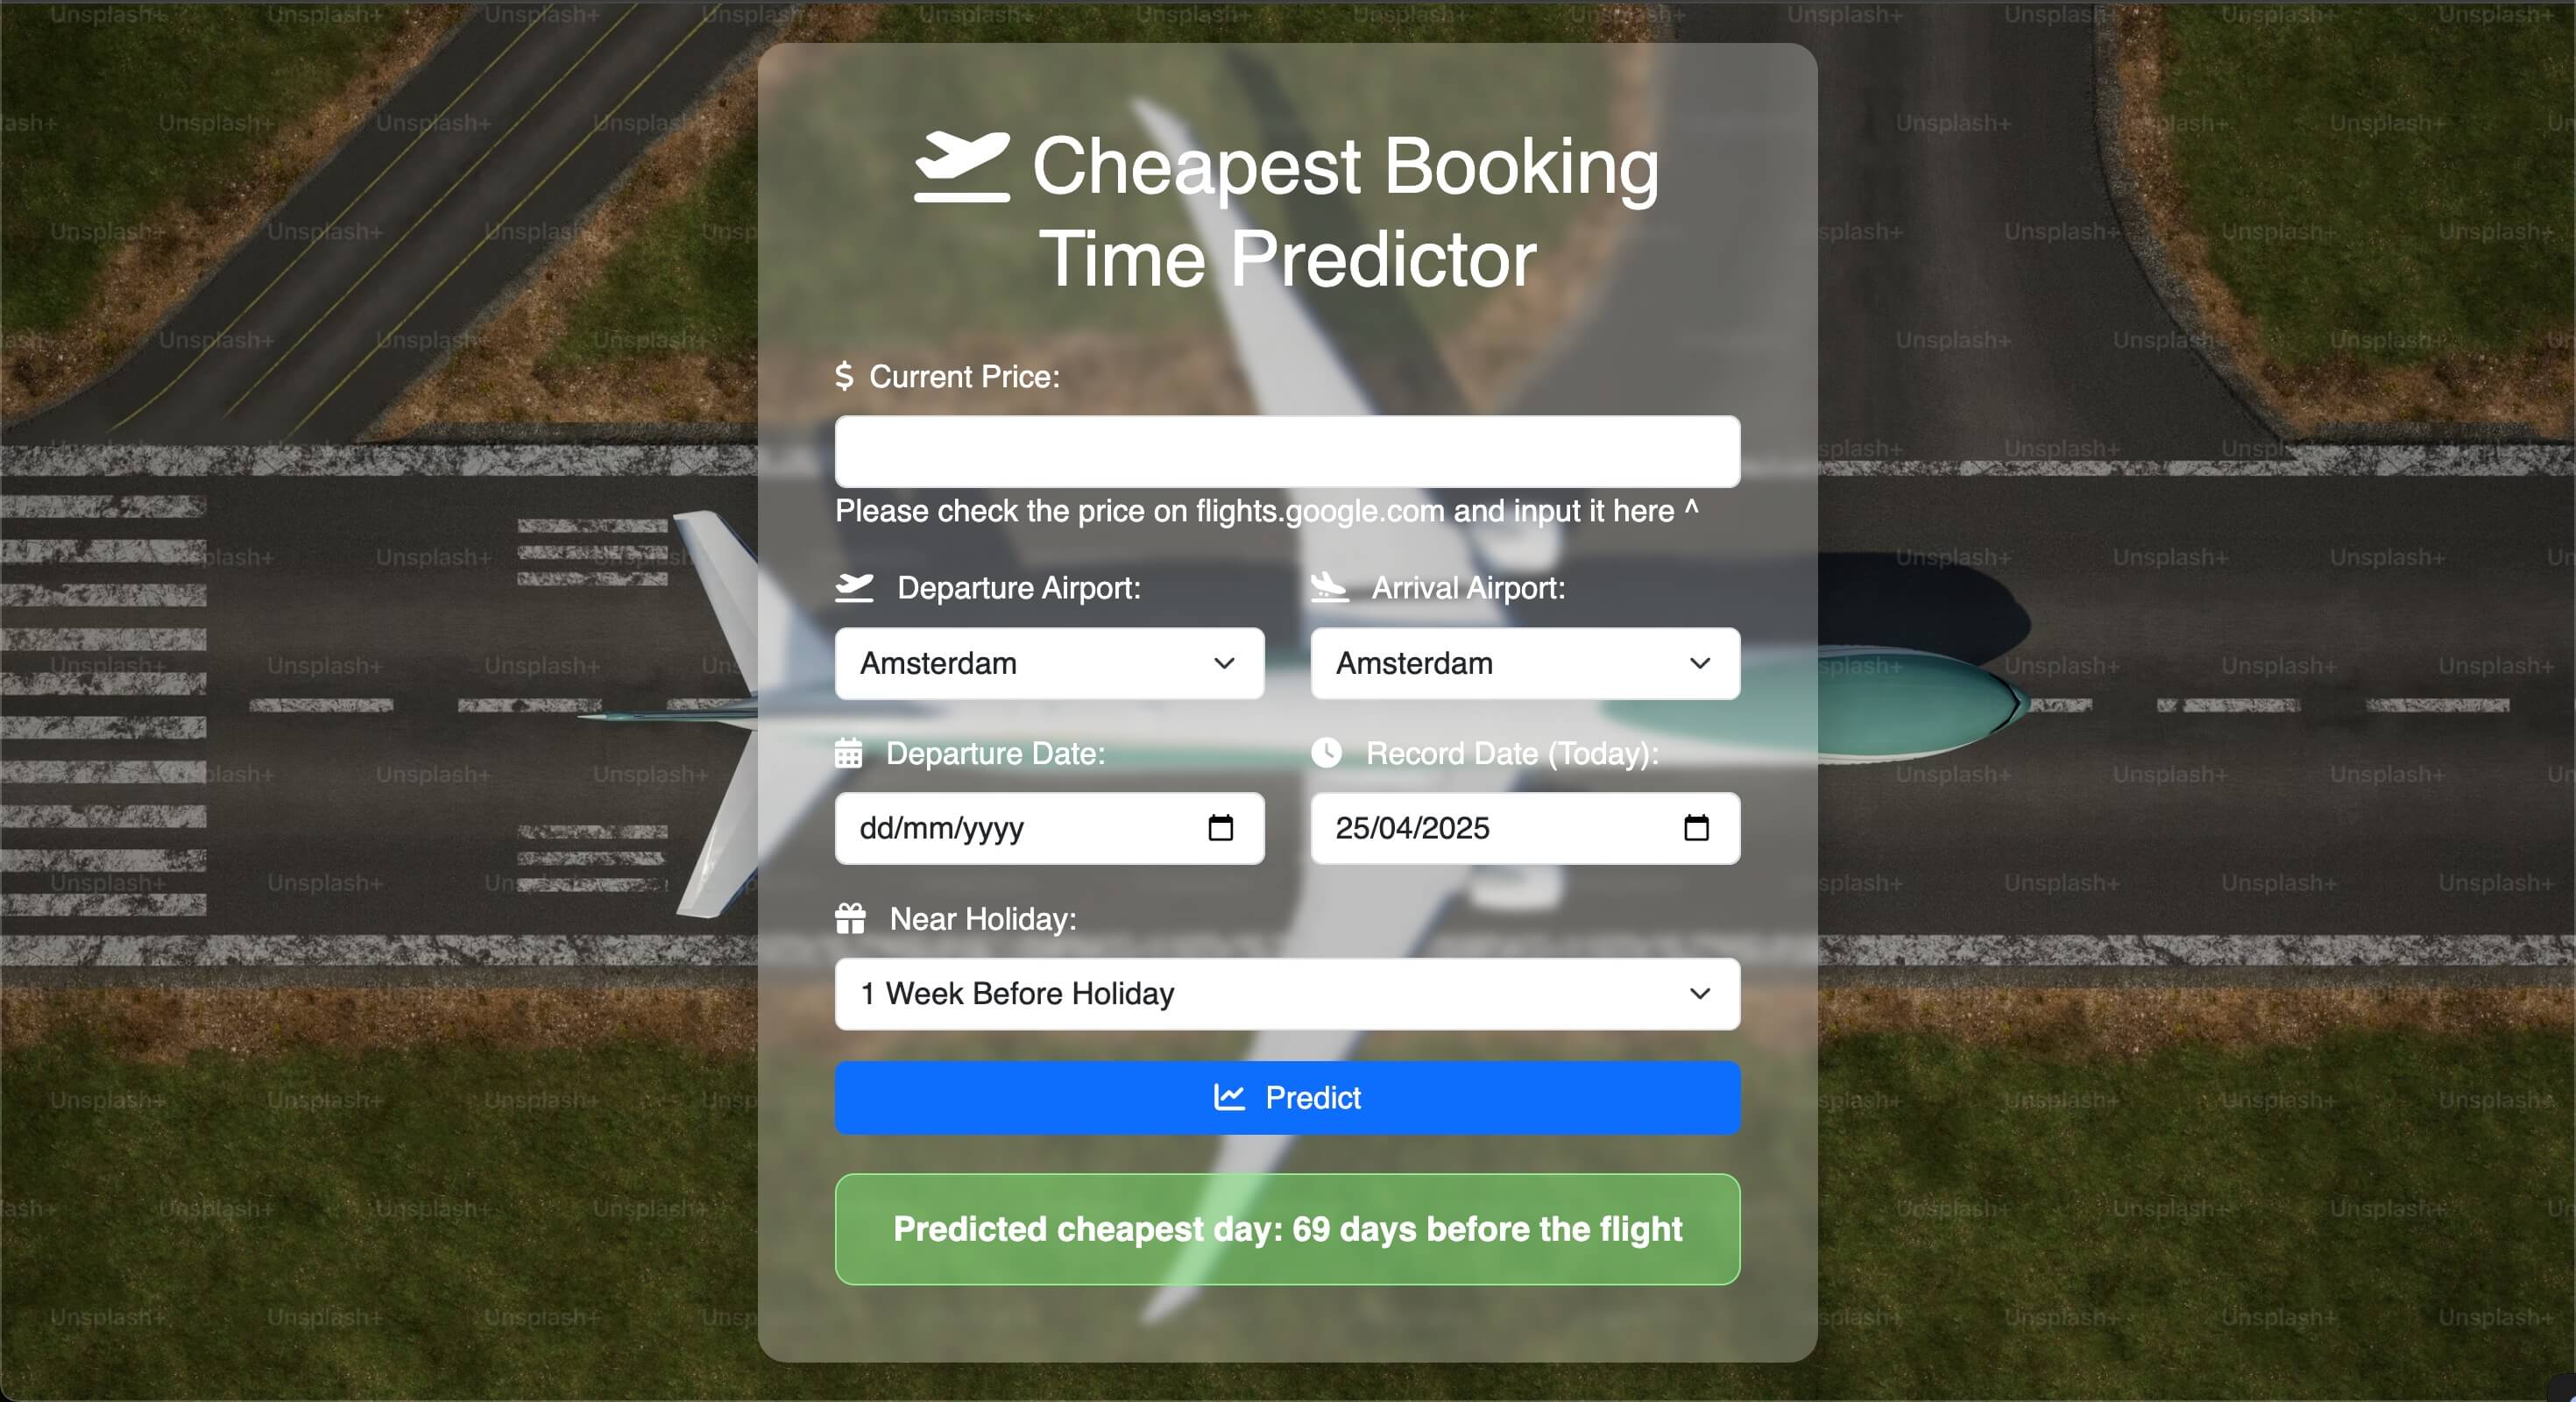 Cheapest Booking
Time Predictor
$ Current Price:
Please check the price on flights.google.com and input it here ^
Departure Airport: Arrival Airport:
Amsterdam Amsterdam
Departure Date: Record Date (Today):
dd/mm/yyyy 25/04/2025
Near Holiday:
1 Week Before Holiday
Predict
Predicted cheapest day: 69 days before the flight
Unsplash+